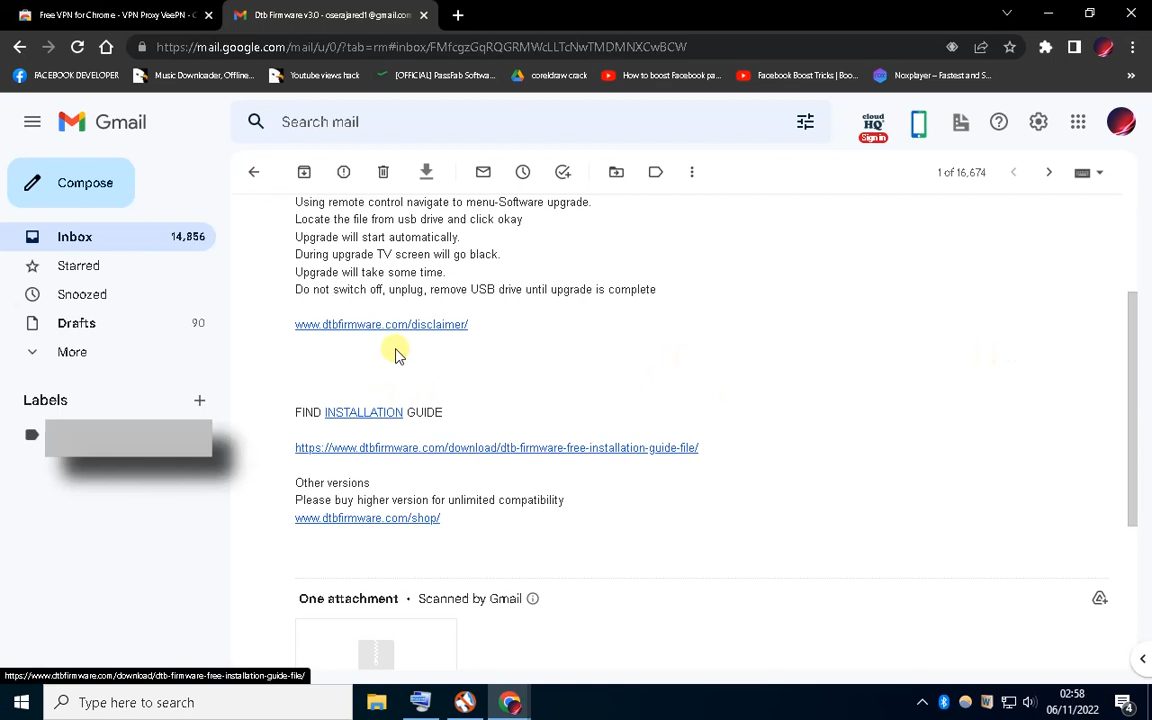 Free VPN for Chrome - VPN Proxy VeePN - C
Dtb Firmware v3.0 - oserajared1@gmail.com
https://mail.google.com/mail/u/0/?tab=rm#inbox/FMfcgzGqRQGRMWcLLTcNwTMDMNXCwBCW
FACEBOOK DEVELOPER
Music Downloader, Offline...
Youtube views hack
[OFFICIAL] PassFab Softwa...
coreldraw crack
How to boost Facebook pa...
Facebook Boost Tricks | Boo...
Noxplayer – Fastest and S...
Gmail
Search mail
cloud
HQ
Sign in
Compose
1 of 16,674
Inbox 14,856
Starred
Snoozed
Drafts 90
More
Labels
Using remote control navigate to menu-Software upgrade.
Locate the file from usb drive and click okay
Upgrade will start automatically.
During upgrade TV screen will go black.
Upgrade will take some time.
Do not switch off, unplug, remove USB drive until upgrade is complete
www.dtbfirmware.com/disclaimer/
FIND INSTALLATION GUIDE
https://www.dtbfirmware.com/download/dtb-firmware-free-installation-guide-file/
Other versions
Please buy higher version for unlimited compatibility
www.dtbfirmware.com/shop/
One attachment • Scanned by Gmail
https://www.dtbfirmware.com/download/dtb-firmware-free-installation-guide-file/
Type here to search
02:58
06/11/2022
4